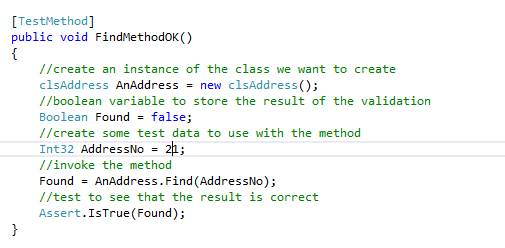 [TestMethod]
public void FindMethodOK()
{
    //create an instance of the class we want to create
    clsAddress AnAddress = new clsAddress();
    //boolean variable to store the result of the validation
    Boolean Found = false;
    //create some test data to use with the method
    Int32 AddressNo = 21;
    //invoke the method
    Found = AnAddress.Find(AddressNo);
    //test to see that the result is correct
    Assert.IsTrue(Found);
}